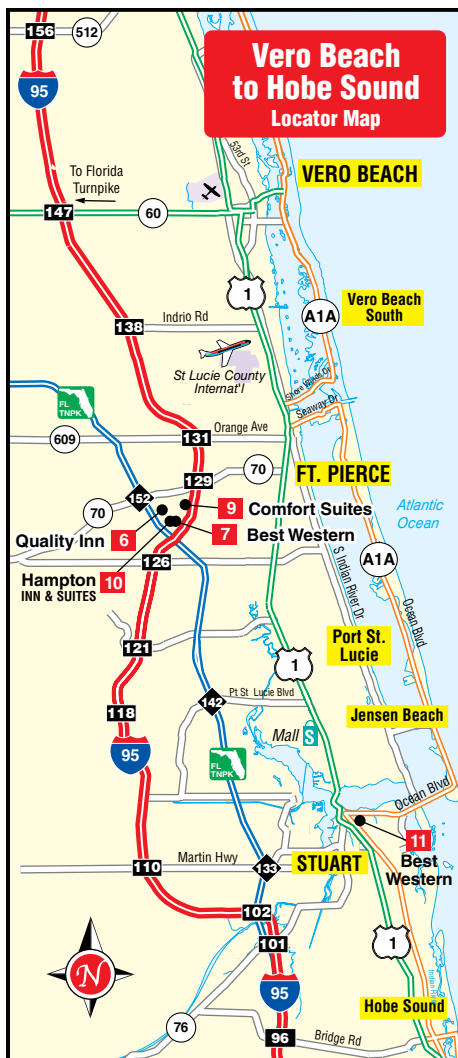 156
512
95
Vero Beach
to Hobe Sound
Locator Map
53rd St
To Florida
Turnpike
VERO BEACH
147
60
1
Vero Beach
South
A1A
138
Indrio Rd
St Lucie County
Internat'l
Shore Winds Dr
Seaway Dr
FL
TNPK
609
131
Orange Ave
FT. PIERCE
129
70
152
70
9
Comfort Suites
Quality Inn
6
7
Best Western
Hampton
INN & SUITES
10
126
Atlantic
Ocean
A1A
S Indian River Dr
Ocean Blvd
121
1
Port St.
Lucie
Pt St Lucie Blvd
142
118
Jensen Beach
Mall
S
95
FL
TNPK
Ocean Blvd
11
Best
Western
110
Martin Hwy
133
STUART
102
101
N
1
95
76
Hobe Sound
96
Bridge Rd